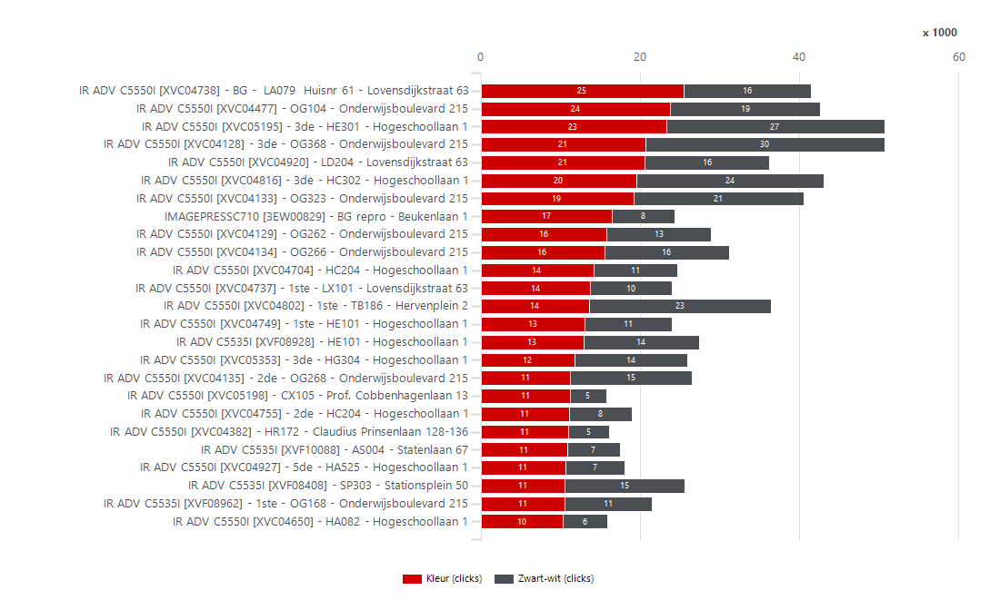 x 1000
0 20 40 60
IR ADV C5550I [XVC04738] - BG - LA079 Huisnr 61 - Lovensdijkstraat 63 25 16
IR ADV C5550I [XVC04477] - OG104 - Onderwijsboulevard 215 24 19
IR ADV C5550I [XVC05195] - 3de - HE301 - Hogeschoollaan 1 23 27
IR ADV C5550I [XVC04128] - 3de - OG368 - Onderwijsboulevard 215 21 30
IR ADV C5550I [XVC04920] - LD204 - Lovensdijkstraat 63 21 16
IR ADV C5550I [XVC04816] - 3de - HC302 - Hogeschoollaan 1 20 24
IR ADV C5550I [XVC04133] - OG323 - Onderwijsboulevard 215 19 21
IMAGEPRESSC710 [3EW00829] - BG repro - Beukenlaan 1 17 8
IR ADV C5550I [XVC04129] - OG262 - Onderwijsboulevard 215 16 13
IR ADV C5550I [XVC04134] - OG266 - Onderwijsboulevard 215 16 16
IR ADV C5550I [XVC04704] - HC204 - Hogeschoollaan 1 14 11
IR ADV C5550I [XVC04737] - 1ste - LX101 - Lovensdijkstraat 63 14 10
IR ADV C5550I [XVC04802] - 1ste - TB186 - Hervenplein 2 14 23
IR ADV C5550I [XVC04749] - 1ste - HE101 - Hogeschoollaan 1 13 11
IR ADV C5535I [XVF08928] - HE101 - Hogeschoollaan 1 13 14
IR ADV C5550I [XVC05353] - 3de - HG304 - Hogeschoollaan 1 12 14
IR ADV C5550I [XVC04135] - 2de - OG268 - Onderwijsboulevard 215 11 15
IR ADV C5550I [XVC05198] - CX105 - Prof. Cobbenhagenlaan 13 11 5
IR ADV C5550I [XVC04755] - 2de - HC204 - Hogeschoollaan 1 11 8
IR ADV C5550I [XVC04382] - HR172 - Claudius Prinsenlaan 128-136 11 5
IR ADV C5535I [XVF10088] - AS004 - Statenlaan 67 11 7
IR ADV C5550I [XVC04927] - 5de - HA525 - Hogeschoollaan 1 11 7
IR ADV C5535I [XVF08408] - SP303 - Stationsplein 50 11 15
IR ADV C5535I [XVF08962] - 1ste - OG168 - Onderwijsboulevard 215 11 11
IR ADV C5550I [XVC04650] - HA082 - Hogeschoollaan 1 10 6
Kleur (clicks) Zwart-wit (clicks)